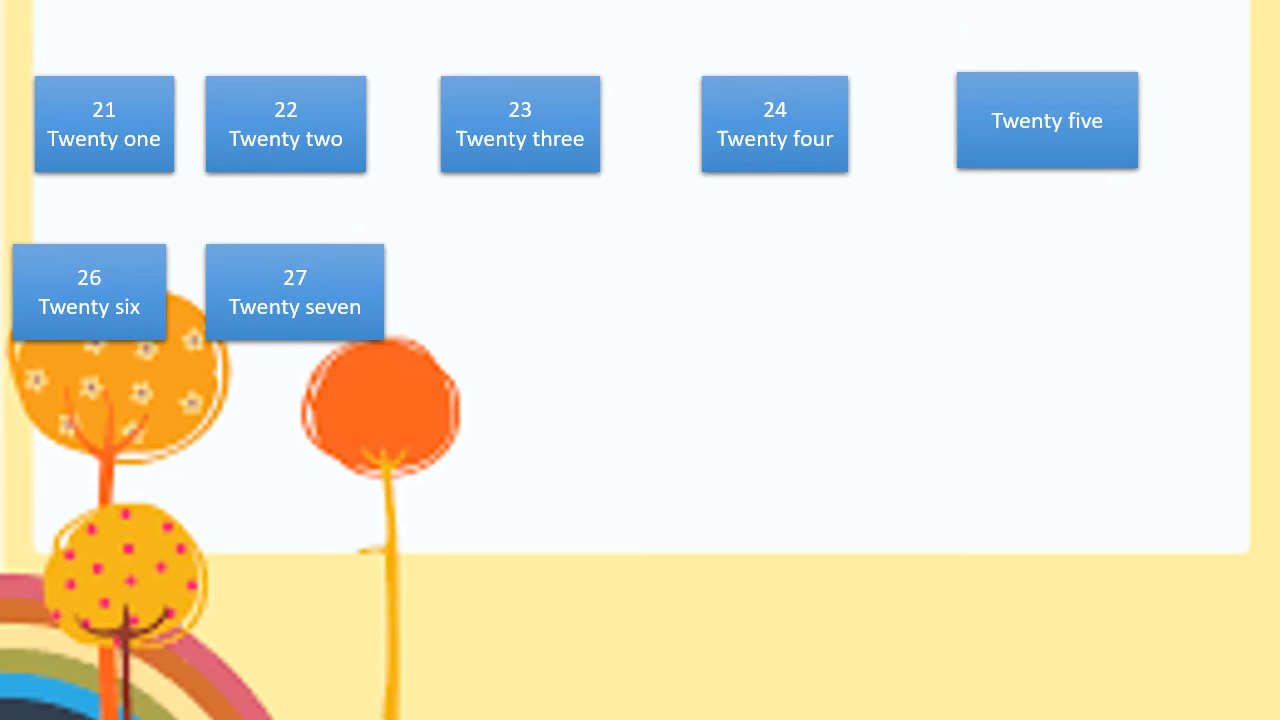 21
Twenty one
22
Twenty two
23
Twenty three
24
Twenty four
Twenty five
26
Twenty six
27
Twenty seven